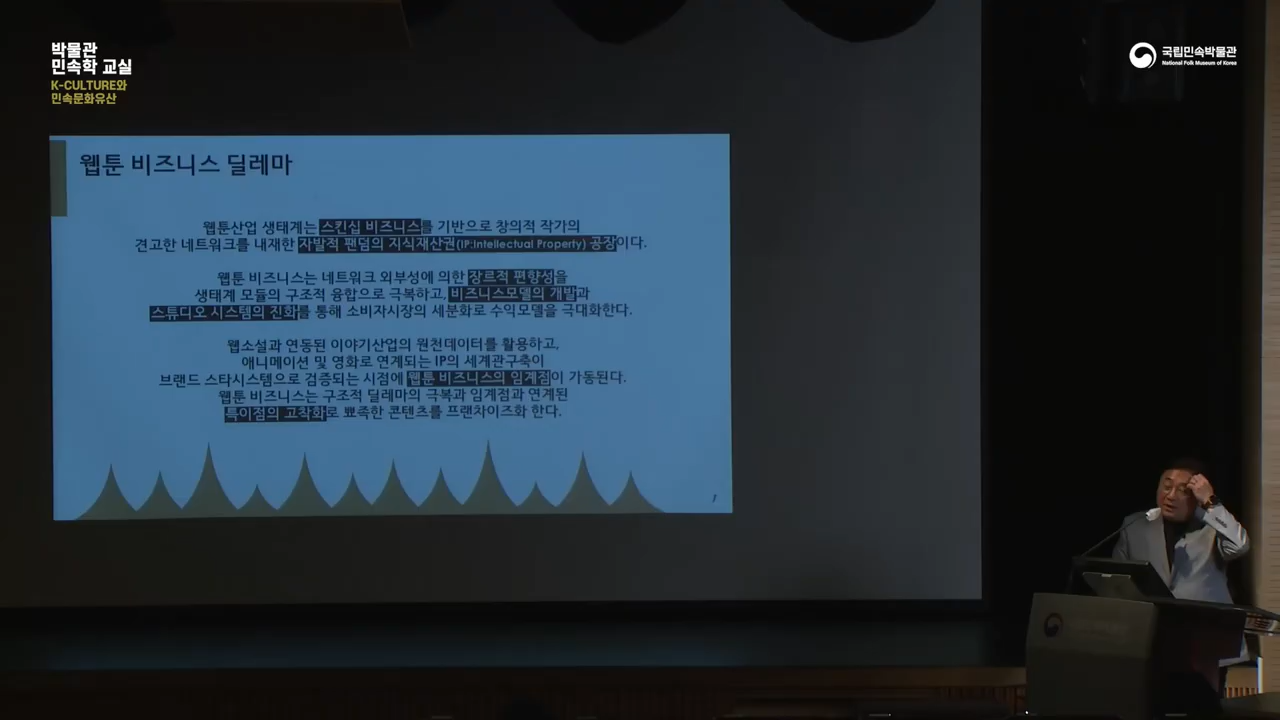 박물관
민속학 교실
K-CULTURE와
민속문화유산
국립민속박물관
National Folk Museum of Korea
웹툰 비즈니스 딜레마
웹툰산업 생태계는 스킨십 비즈니스를 기반으로 창의적 작가의
견고한 네트워크를 내재한 자발적 팬덤의 지식재산권(IP:Intellectual Property) 공장이다.
웹툰 비즈니스는 네트워크 외부성에 의한 장르적 편향성을
생태계 모듈의 구조적 융합으로 극복하고, 비즈니스모델의 개발과
스튜디오 시스템의 진화를 통해 소비자시장의 세분화로 수익모델을 극대화한다.
웹소설과 연동된 이야기산업의 원천데이터를 활용하고,
애니메이션 및 영화로 연계되는 IP의 세계관구축이
브랜드 스타시스템으로 검증되는 시점에 웹툰 비즈니스의 임계점이 가동된다.
웹툰 비즈니스는 구조적 딜레마의 극복과 임계점과 연계된
특이점의 고착화로 뾰족한 콘텐츠를 프랜차이즈화 한다.